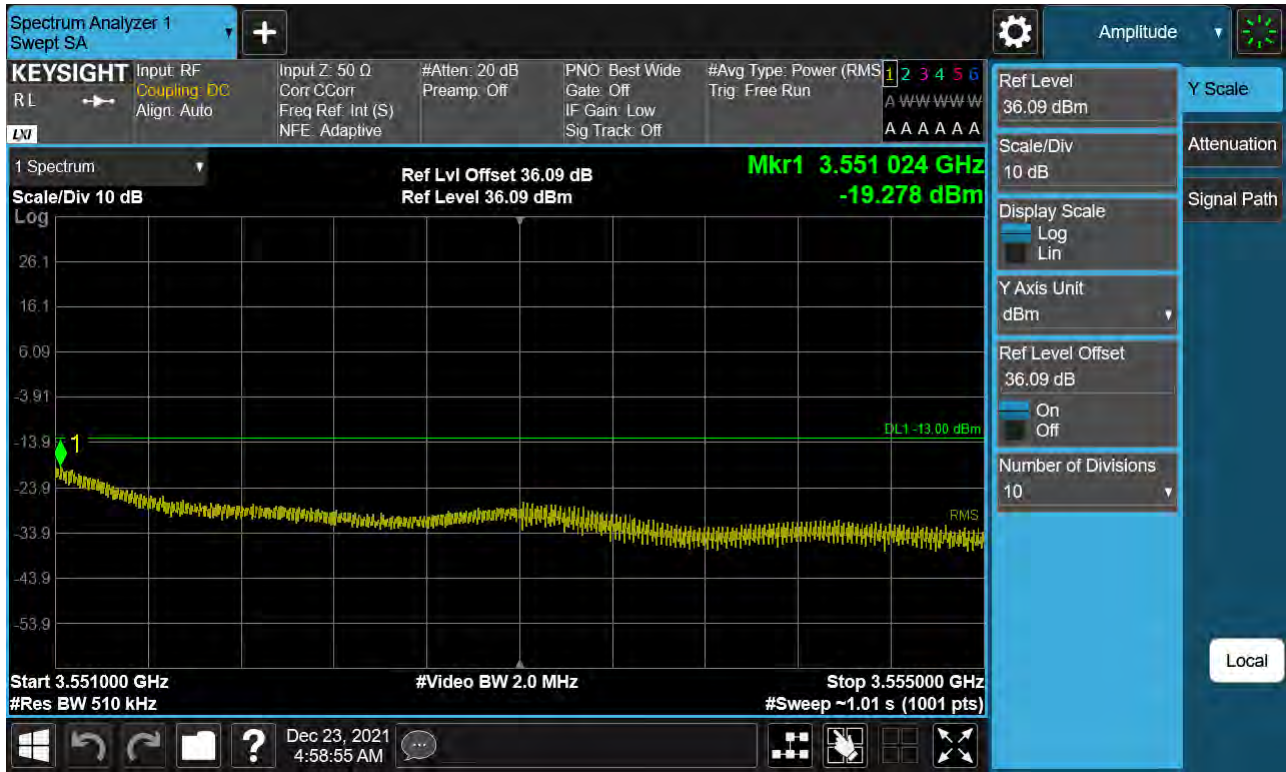 Spectrum Analyzer 1
Swept SA
+
Amplitude
KEYSIGHT
RL
LXI
Input: RF
Coupling: DC
Align: Auto
Input Z: 50 Ω
Corr CCorr
Freq Ref: Int (S)
NFE: Adaptive
#Atten: 20 dB
Preamp: Off
PNO: Best Wide
Gate: Off
IF Gain: Low
Sig Track: Off
#Avg Type: Power (RMS
Trig: Free Run
1 2 3 4 5 6
A W W W W W
A A A A A A
1 Spectrum
Scale/Div 10 dB
Log
Ref Lvl Offset 36.09 dB
Ref Level 36.09 dBm
Mkr1 3.551 024 GHz
-19.278 dBm
26.1
16.1
6.09
-3.91
DL1 -13.00 dBm
-13.9
1
-23.9
RMS
-33.9
-43.9
-53.9
Start 3.551000 GHz
#Video BW 2.0 MHz
Stop 3.555000 GHz
#Res BW 510 kHz
#Sweep ~1.01 s (1001 pts)
Ref Level
36.09 dBm
Scale/Div
10 dB
Display Scale
Log
Lin
Y Axis Unit
dBm
Ref Level Offset
36.09 dB
On
Off
Number of Divisions
10
Y Scale
Attenuation
Signal Path
Local
?
Dec 23, 2021
4:58:55 AM